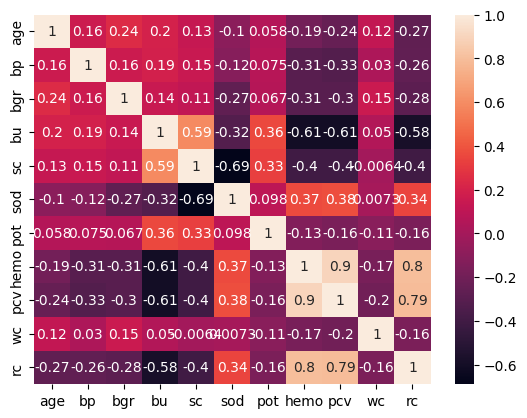 age 1 0.16 0.24 0.2 0.13 -0.1 0.058 -0.19 -0.24 0.12 -0.27
bp 0.16 1 0.16 0.19 0.15 -0.12 0.075 -0.31 -0.33 0.03 -0.26
bgr 0.24 0.16 1 0.14 0.11 -0.27 0.067 -0.31 -0.3 0.15 -0.28
bu 0.2 0.19 0.14 1 0.59 -0.32 0.36 -0.61 -0.61 0.05 -0.58
sc 0.13 0.15 0.11 0.59 1 -0.69 0.33 -0.4 -0.4 -0.0064 -0.4
sod -0.1 -0.12 -0.27 -0.32 -0.69 1 0.098 0.37 0.38 0.0073 0.34
pot 0.058 0.075 0.067 0.36 0.33 0.098 1 -0.13 -0.16 -0.11 -0.16
hemo -0.19 -0.31 -0.31 -0.61 -0.4 0.37 -0.13 1 0.9 -0.17 0.8
pcv -0.24 -0.33 -0.3 -0.61 -0.4 0.38 -0.16 0.9 1 -0.2 0.79
wc 0.12 0.03 0.15 0.05 -0.0064 0.0073 -0.11 -0.17 -0.2 1 -0.16
rc -0.27 -0.26 -0.28 -0.58 -0.4 0.34 -0.16 0.8 0.79 -0.16 1
age bp bgr bu sc sod pot hemo pcv wc rc
1.0
0.8
0.6
0.4
0.2
0.0
-0.2
-0.4
-0.6